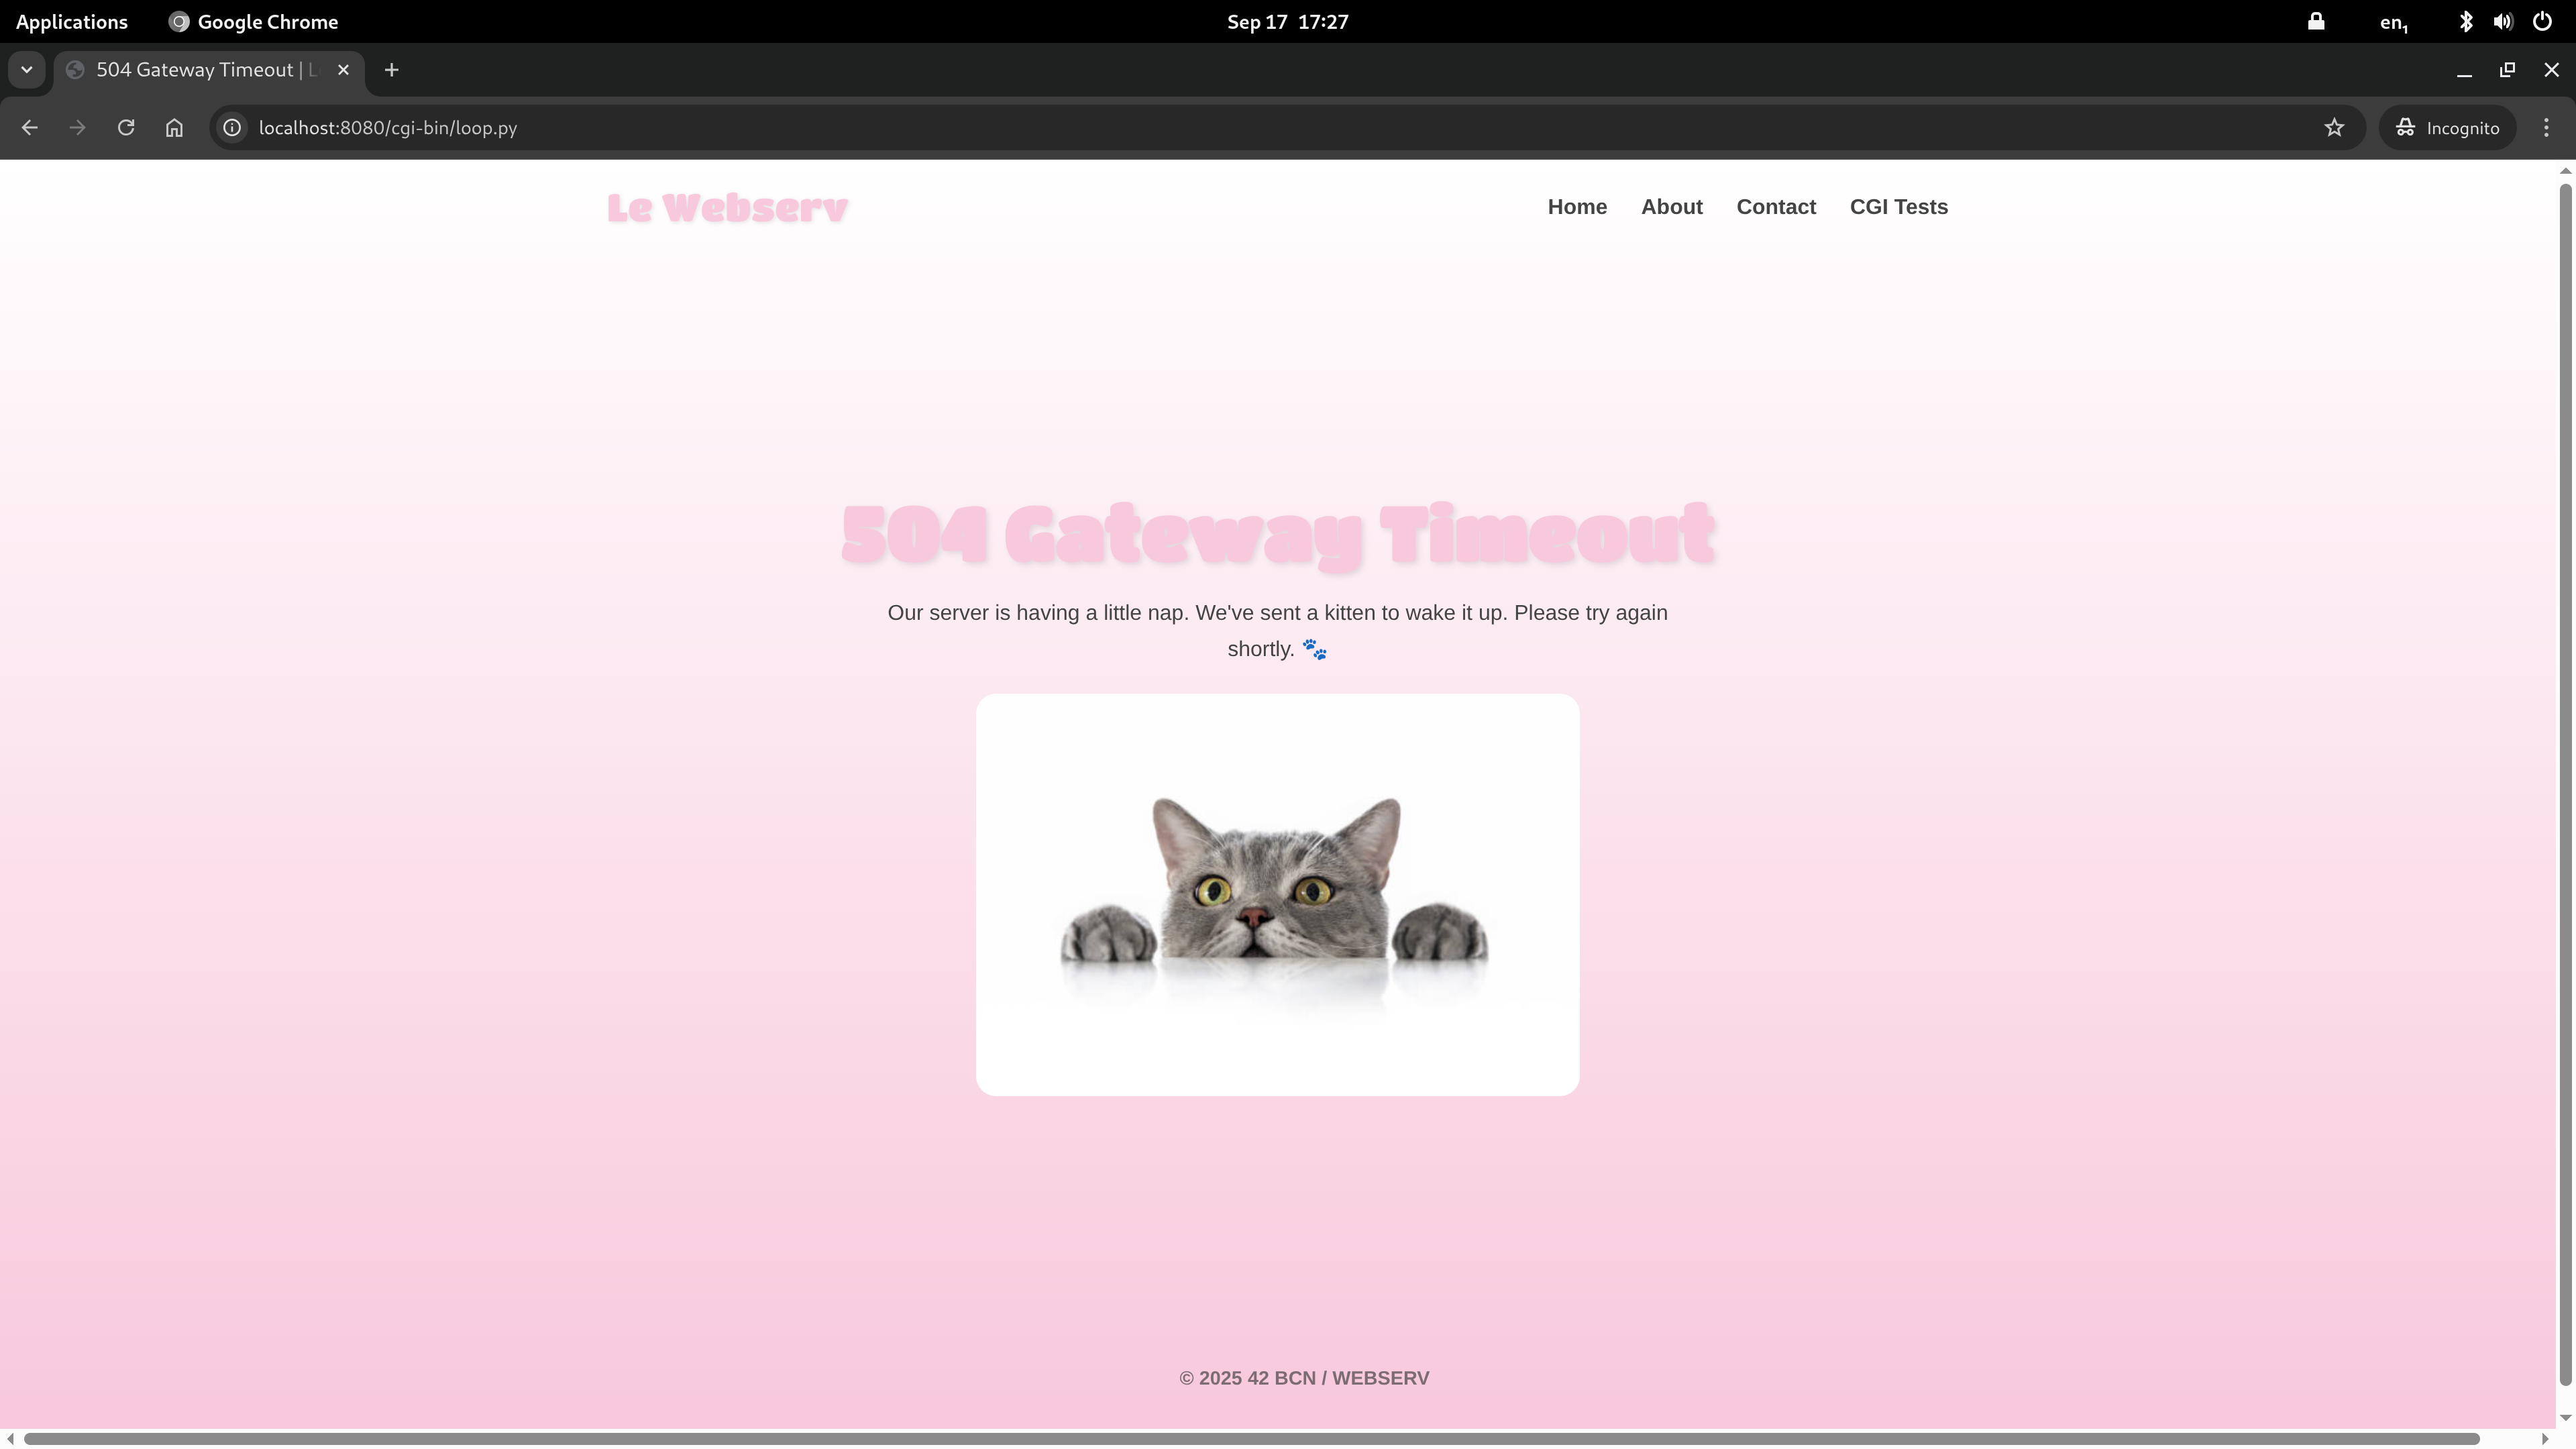 Applications Google Chrome Sep 17 17:27 en1
504 Gateway Timeout |
localhost:8080/cgi-bin/loop.py Incognito
Le Webserv Home About Contact CGI Tests
504 Gateway Timeout
Our server is having a little nap. We've sent a kitten to wake it up. Please try again
shortly. 🐾
© 2025 42 BCN / WEBSERV